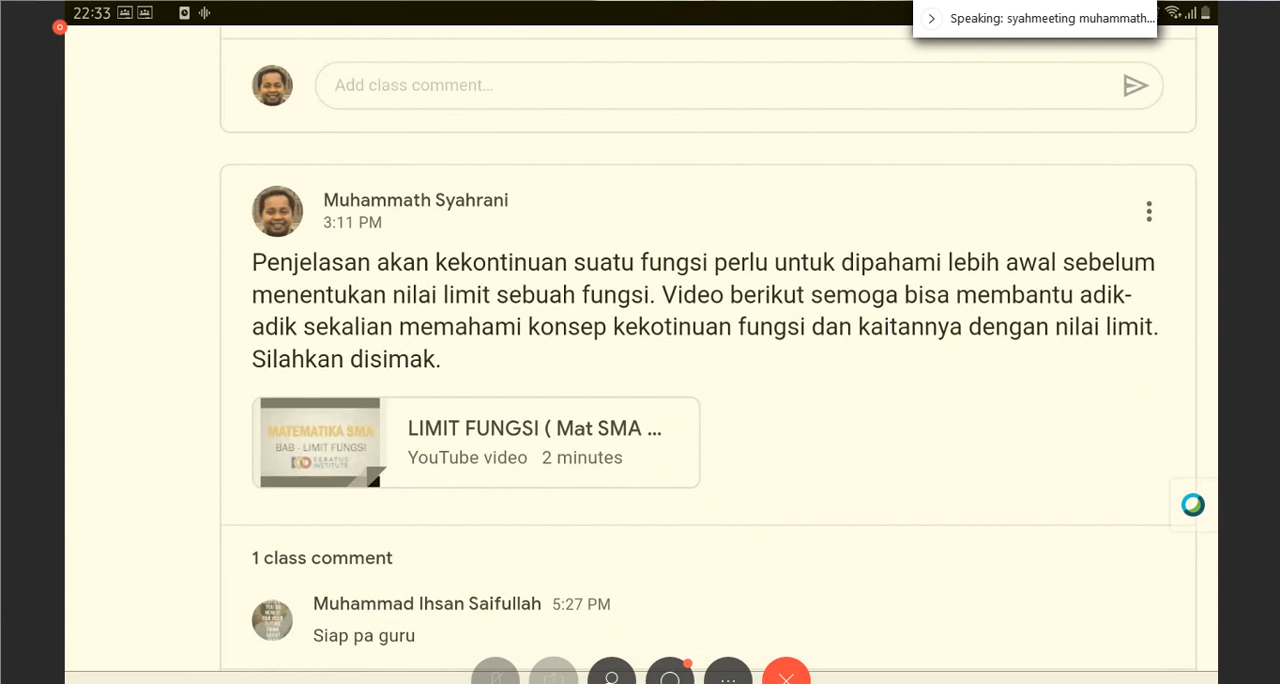 22:33
Speaking: syahmeeting muhammath...
Add class comment...
Muhammath Syahrani
3:11 PM
Penjelasan akan kekontinuan suatu fungsi perlu untuk dipahami lebih awal sebelum
menentukan nilai limit sebuah fungsi. Video berikut semoga bisa membantu adik-
adik sekalian memahami konsep kekotinuan fungsi dan kaitannya dengan nilai limit.
Silahkan disimak.
MATEMATIKA SMA
BAB - LIMIT FUNGSI
INSTITUTE
LIMIT FUNGSI ( Mat SMA ...
YouTube video 2 minutes
1 class comment
Muhammad Ihsan Saifullah 5:27 PM
Siap pa guru